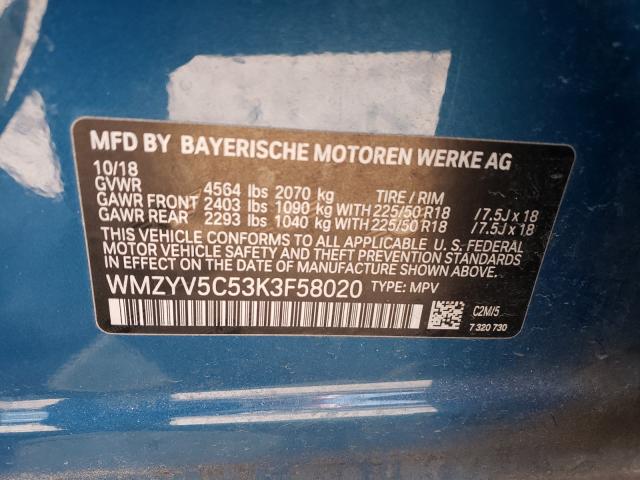 MFD BY BAYERISCHE MOTOREN WERKE AG
10/18
GVWR 4564 lbs 2070 kg TIRE / RIM
GAWR FRONT 2403 lbs 1090 kg WITH 225/50 R18 / 7.5J x 18
GAWR REAR 2293 lbs 1040 kg WITH 225/50 R18 / 7.5J x 18
THIS VEHICLE CONFORMS TO ALL APPLICABLE U. S. FEDERAL
MOTOR VEHICLE SAFETY AND THEFT PREVENTION STANDARDS
IN EFFECT ON THE DATE OF MANUFACTURE SHOWN ABOVE.
WMZYV5C53K3F58020 TYPE: MPV
C2M/5
7 320 730